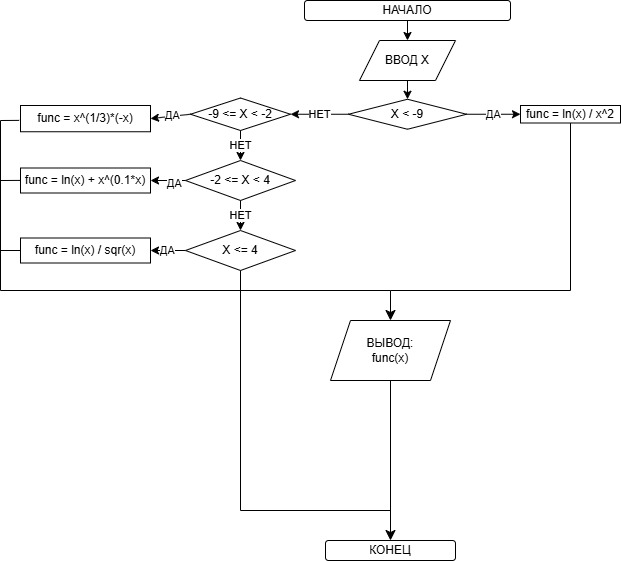 НАЧАЛО
ВВОД X
X < -9
ДА
func = ln(x) / x^2
НЕТ
-9 <= X < -2
ДА
func = x^(1/3)*(-x)
НЕТ
-2 <= X < 4
ДА
func = ln(x) + x^(0.1*x)
НЕТ
X <= 4
ДА
func = ln(x) / sqr(x)
ВЫВОД:
func(x)
КОНЕЦ